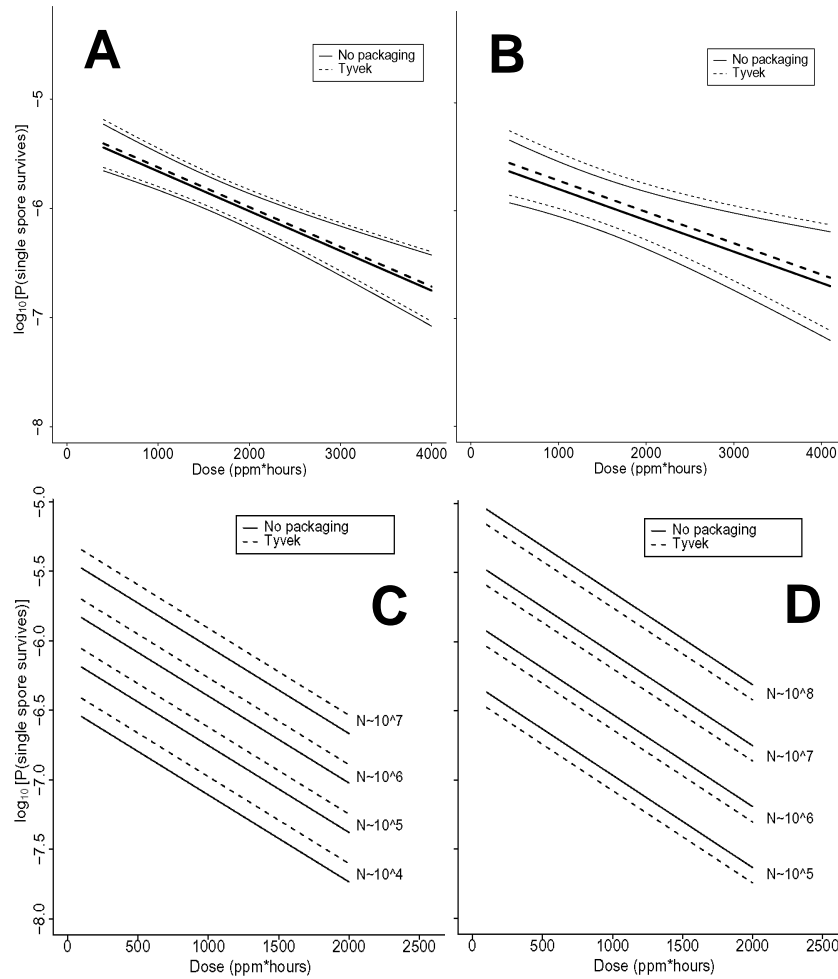 A
No packaging
Tyvek
log10[P(single spore survives)]
-5
-6
-7
-8
0 1000 2000 3000 4000
Dose (ppm*hours)
B
No packaging
Tyvek
0 1000 2000 3000 4000
Dose (ppm*hours)
C
No packaging
Tyvek
log10[P(single spore survives)]
-5.0
-5.5
-6.0
-6.5
-7.0
-7.5
-8.0
N~10^7
N~10^6
N~10^5
N~10^4
0 500 1000 1500 2000 2500
Dose (ppm*hours)
D
No packaging
Tyvek
N~10^8
N~10^7
N~10^6
N~10^5
0 500 1000 1500 2000 2500
Dose (ppm*hours)